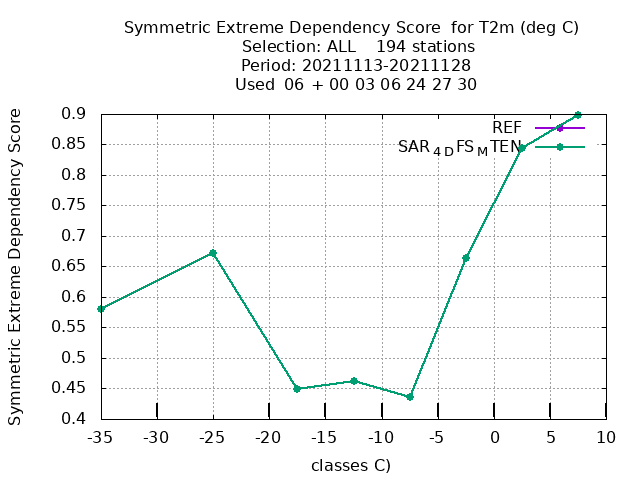 Symmetric Extreme Dependency Score for T2m (deg C)
Selection: ALL 194 stations
Period: 20211113-20211128
Used 06 + 00 03 06 24 27 30
Symmetric Extreme Dependency Score
0.9
0.85
0.8
0.75
0.7
0.65
0.6
0.55
0.5
0.45
0.4
REF
SAR4DFSMTEN
-35 -30 -25 -20 -15 -10 -5 0 5 10
classes C)